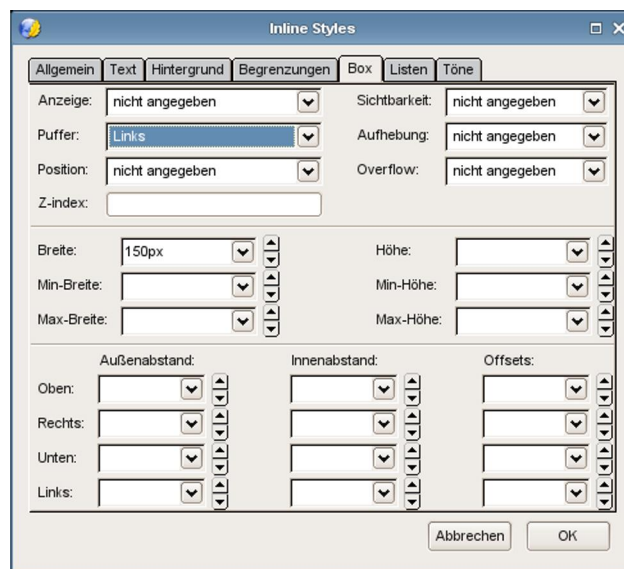 Inline Styles
Allgemein Text Hintergrund Begrenzungen Box Listen Töne
Anzeige: nicht angegeben Sichtbarkeit: nicht angegeben
Puffer: Links Aufhebung: nicht angegeben
Position: nicht angegeben Overflow: nicht angegeben
Z-index:
Breite: 150px Höhe:
Min-Breite: Min-Höhe:
Max-Breite: Max-Höhe:
Außenabstand: Innenabstand: Offsets:
Oben:
Rechts:
Unten:
Links:
Abbrechen OK